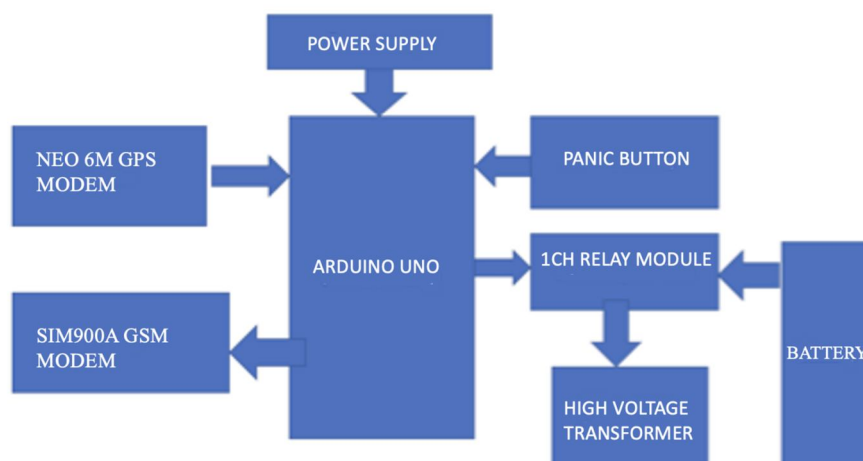 POWER SUPPLY
NEO 6M GPS
MODEM
PANIC BUTTON
ARDUINO UNO
1CH RELAY MODULE
SIM900A GSM
MODEM
BATTERY
HIGH VOLTAGE
TRANSFORMER